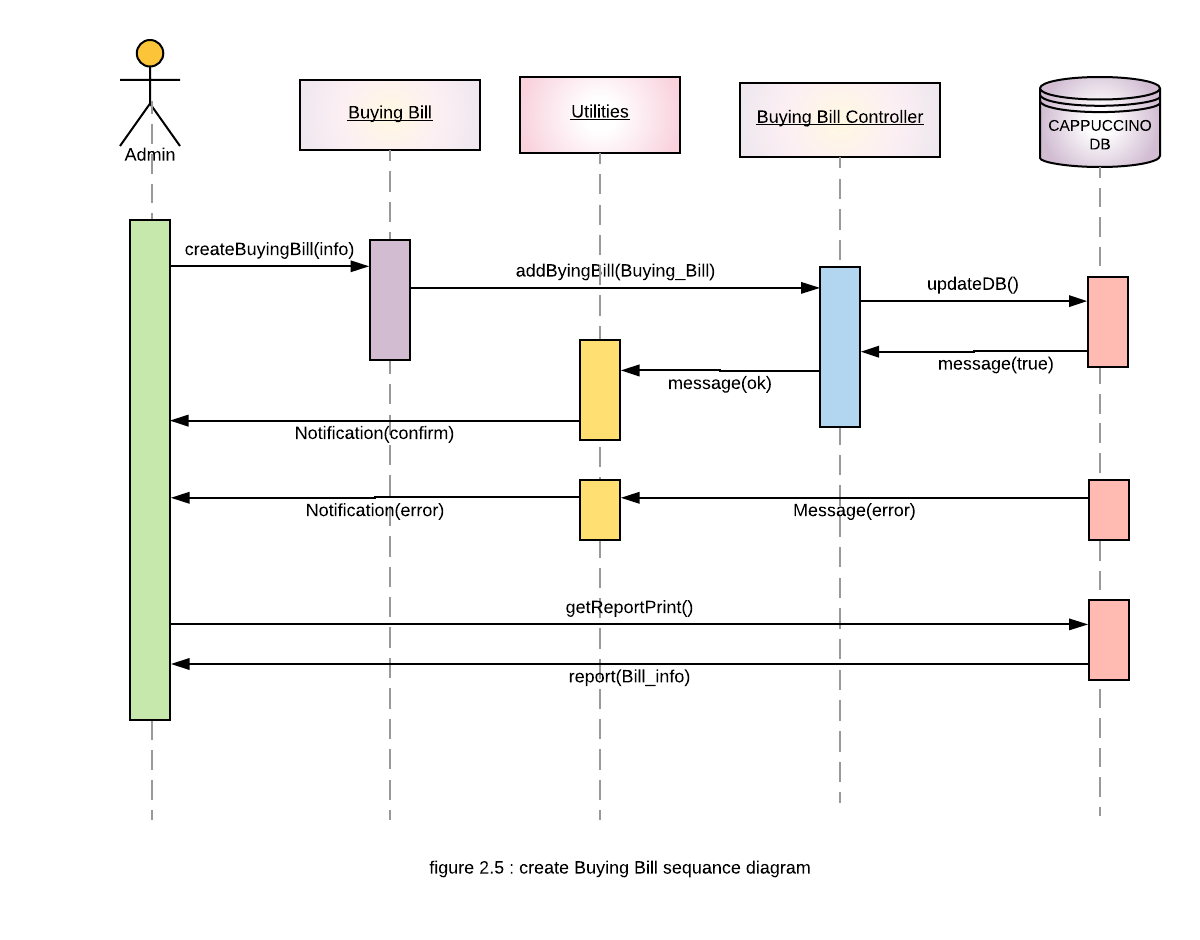 Admin
Buying Bill
Utilities
Buying Bill Controller
CAPPUCCINO
DB
createBuyingBill(info)
addByingBill(Buying_Bill)
updateDB()
message(true)
message(ok)
Notification(confirm)
Notification(error)
Message(error)
getReportPrint()
report(Bill_info)
figure 2.5 : create Buying Bill sequance diagram